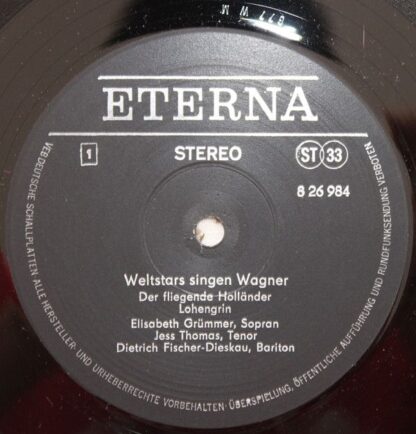 ETERNA
1
STEREO
ST 33
8 26 984
Weltstars singen Wagner
Der fliegende Holländer
Lohengrin
Elisabeth Grümmer, Sopran
Jess Thomas, Tenor
Dietrich Fischer-Dieskau, Bariton
VEB DEUTSCHE SCHALLPLATTEN ALLE HERSTELLER- UND URHEBERRECHTE VORBEHALTEN · ÜBERSPIELUNG, ÖFFENTLICHE AUFFÜHRUNG UND RUNDFUNKSENDUNG VERBOTEN